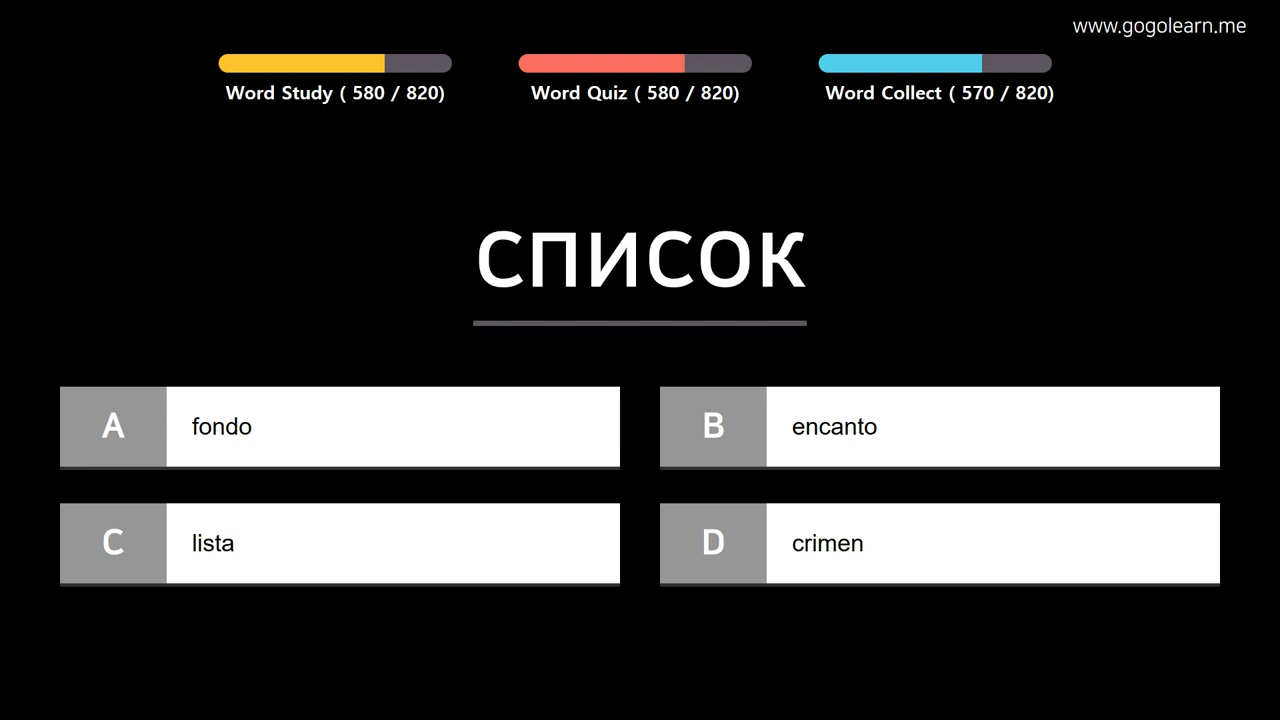 www.gogolearn.me
Word Study ( 580 / 820)
Word Quiz ( 580 / 820)
Word Collect ( 570 / 820)
список
A fondo
B encanto
C lista
D crimen